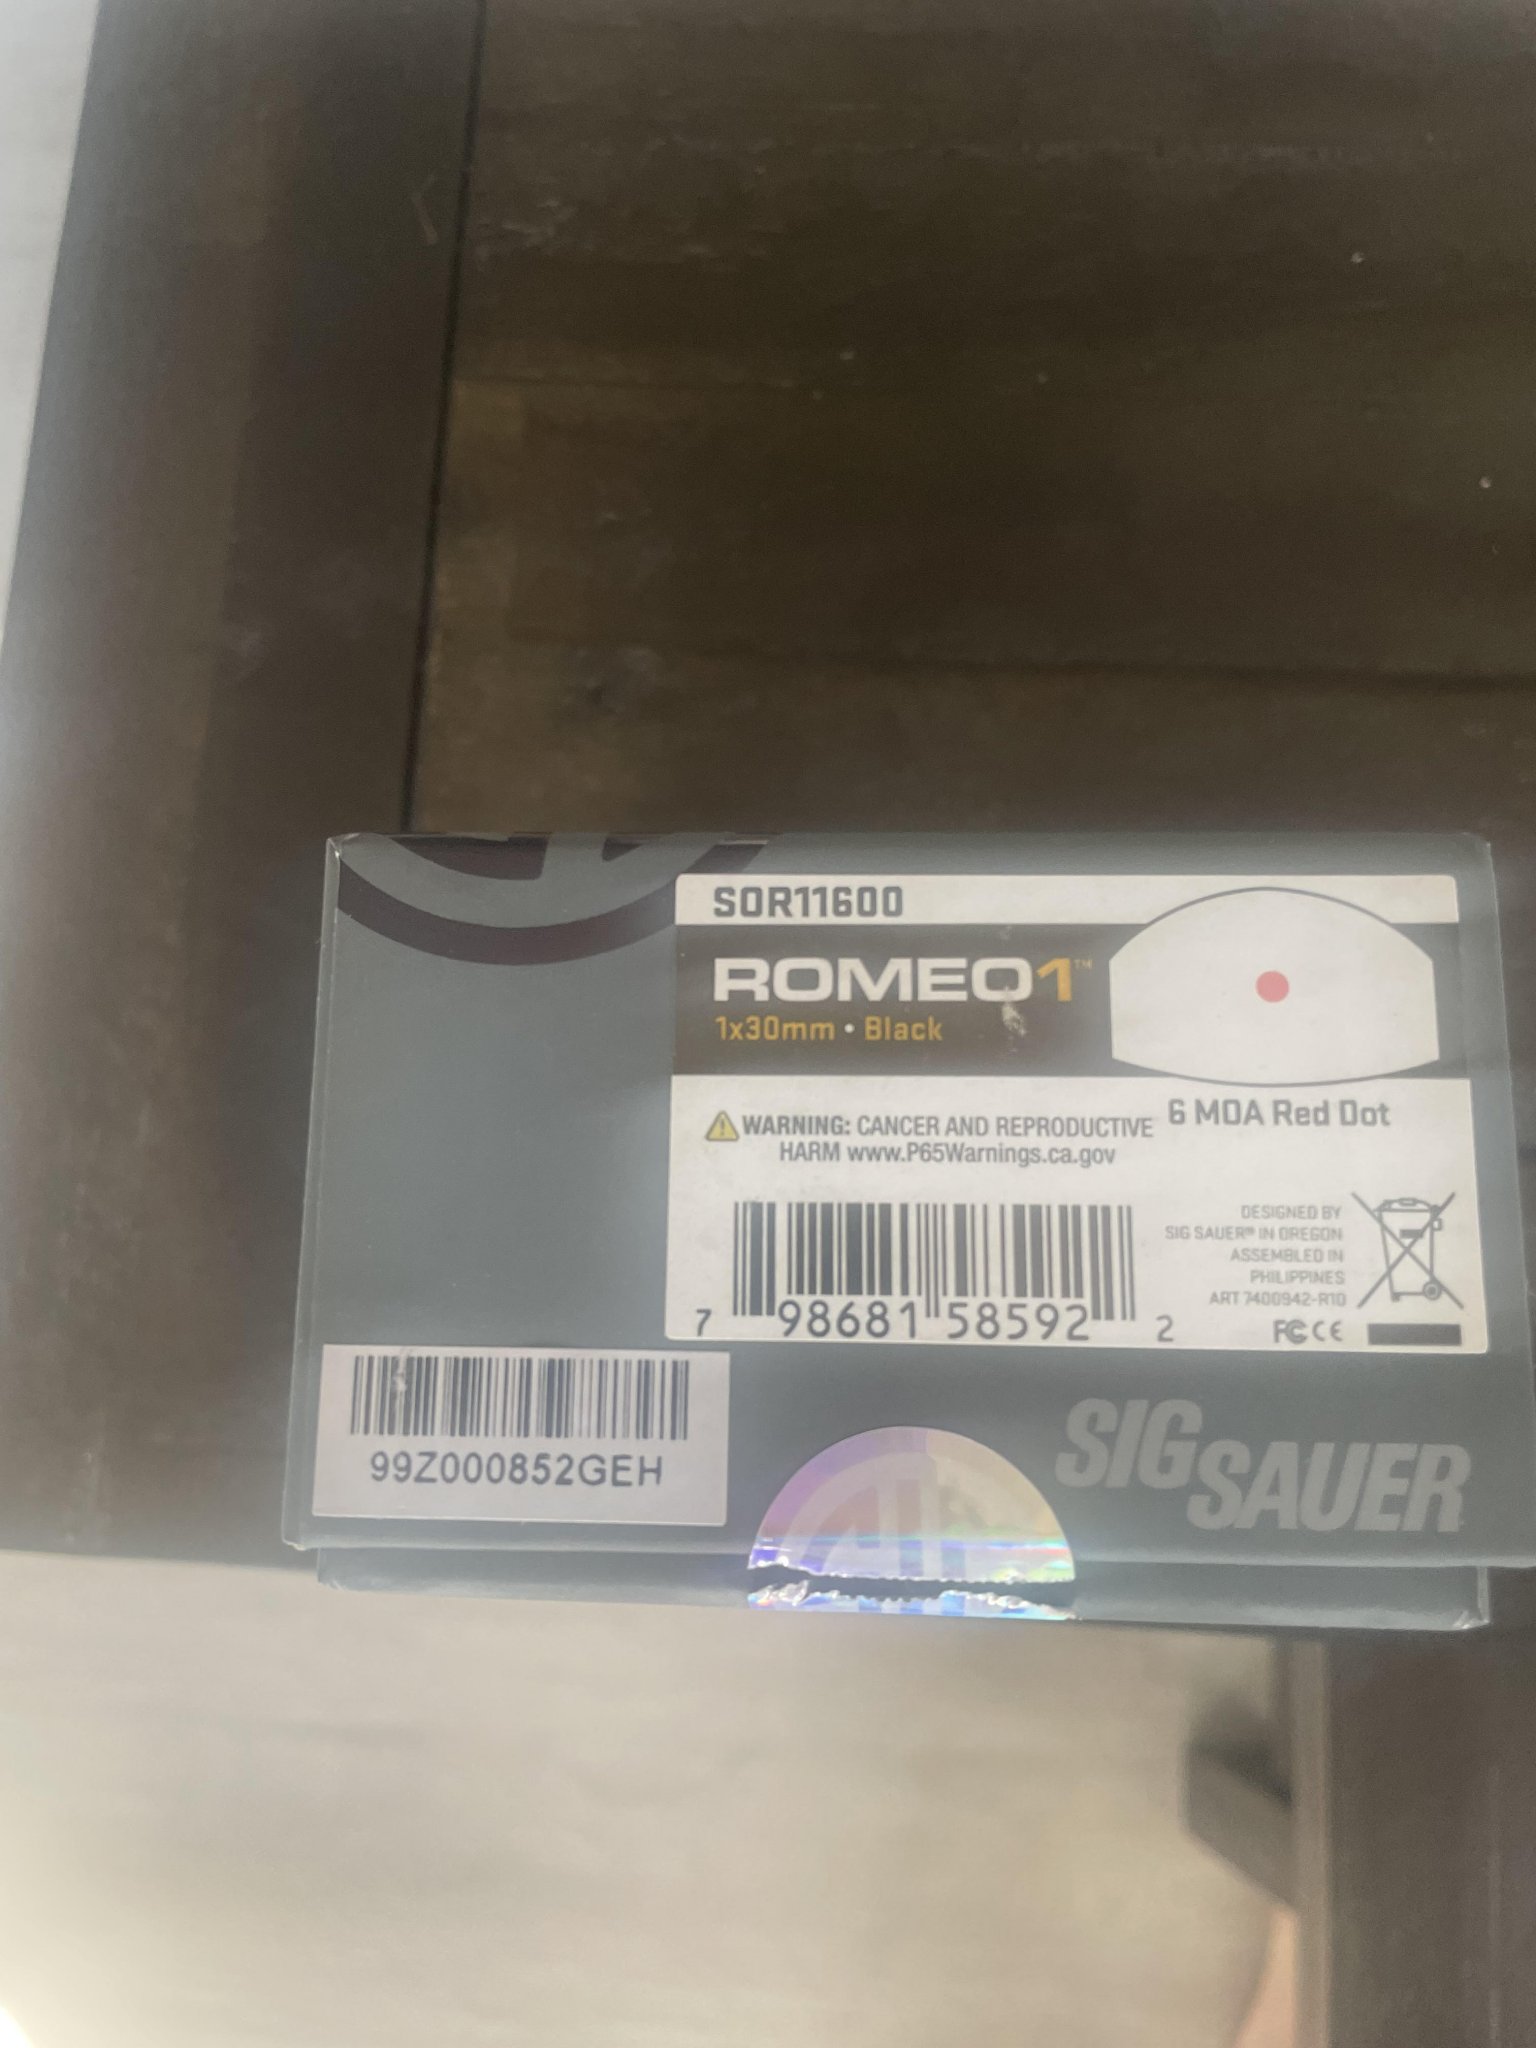 SOR11600
ROMEO1™
1x30mm • Black
6 MOA Red Dot
WARNING: CANCER AND REPRODUCTIVE
HARM www.P65Warnings.ca.gov
DESIGNED BY
SIG SAUER® IN OREGON
ASSEMBLED IN
PHILIPPINES
ART 7400942-R10
7 98681 58592 2
FC CE
99Z000852GEH
SIG
SAUER